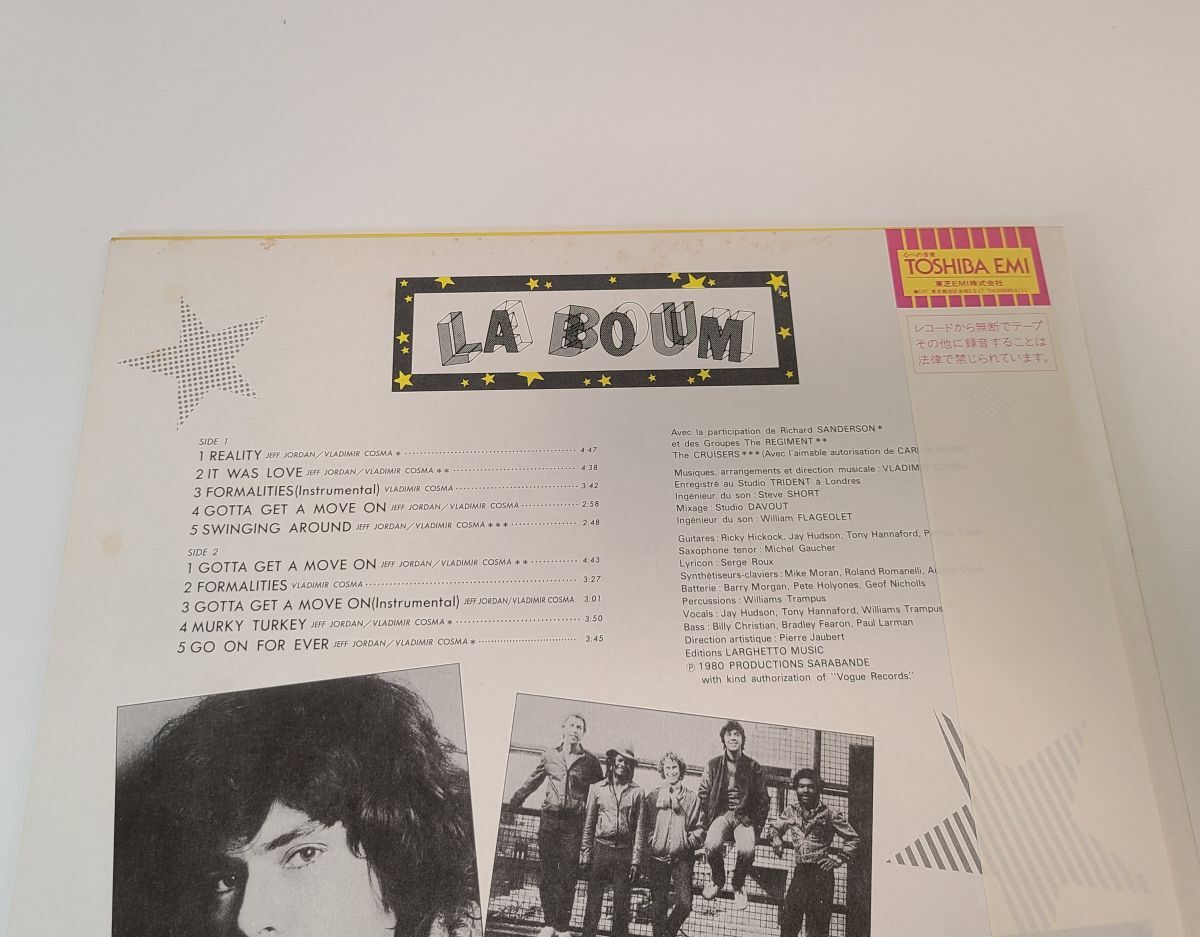 心への音楽
TOSHIBA EMI
東芝EMI株式会社
レコードから無断でテープ
その他に録音することは
法律で禁じられています。
LA BOUM
SIDE 1
1 REALITY JEFF JORDAN/VLADIMIR COSMA * 4:47
2 IT WAS LOVE JEFF JORDAN/VLADIMIR COSMA ** 4:38
3 FORMALITIES(Instrumental) VLADIMIR COSMA 3:42
4 GOTTA GET A MOVE ON JEFF JORDAN/VLADIMIR COSMA 2:58
5 SWINGING AROUND JEFF JORDAN/VLADIMIR COSMA *** 2:48
SIDE 2
1 GOTTA GET A MOVE ON JEFF JORDAN/VLADIMIR COSMA ** 4:43
2 FORMALITIES VLADIMIR COSMA 3:27
3 GOTTA GET A MOVE ON(Instrumental) JEFF JORDAN/VLADIMIR COSMA 3:01
4 MURKY TURKEY JEFF JORDAN/VLADIMIR COSMA * 3:50
5 GO ON FOR EVER JEFF JORDAN/VLADIMIR COSMA * 3:45
Avec la participation de Richard SANDERSON*
et des Groupes The REGIMENT**
The CRUISERS***(Avec l'aimable autorisation de CAR
Musiques, arrangements et direction musicale : VLADIMIR COSMA
Enregistré au Studio TRIDENT à Londres
Ingénieur du son : Steve SHORT
Mixage : Studio DAVOUT
Ingénieur du son : William FLAGEOLET
Guitares : Ricky Hickock, Jay Hudson, Tony Hannaford,
Saxophone tenor : Michel Gaucher
Lyricon : Serge Roux
Synthétiseurs-claviers : Mike Moran, Roland Romanelli,
Batterie : Barry Morgan, Pete Holyones, Geof Nicholls
Percussions : Williams Trampus
Vocals : Jay Hudson, Tony Hannaford, Williams Trampus
Bass : Billy Christian, Bradley Fearon, Paul Larman
Direction artistique : Pierre Jaubert
Editions LARGHETTO MUSIC
℗ 1980 PRODUCTIONS SARABANDE
with kind authorization of "Vogue Records."